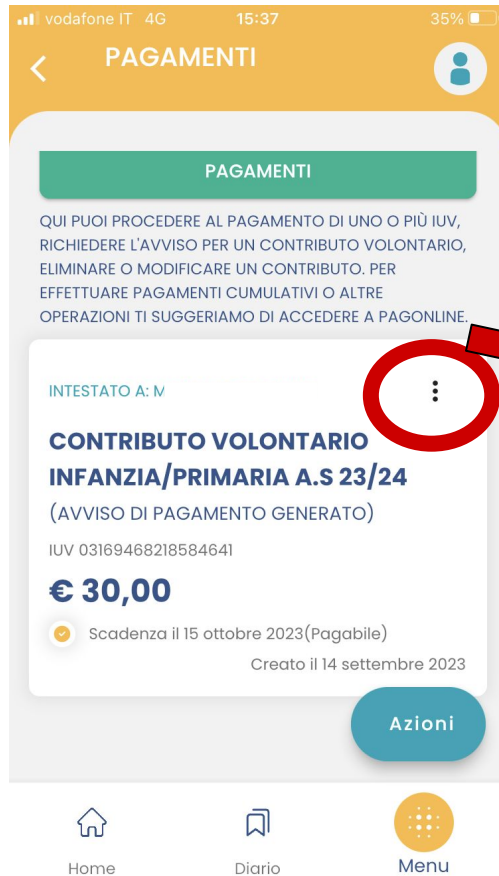 vodafone IT 4G 15:37 35%
PAGAMENTI
PAGAMENTI
QUI PUOI PROCEDERE AL PAGAMENTO DI UNO O PIÙ IUV,
RICHIEDERE L'AVVISO PER UN CONTRIBUTO VOLONTARIO,
ELIMINARE O MODIFICARE UN CONTRIBUTO. PER
EFFETTUARE PAGAMENTI CUMULATIVI O ALTRE
OPERAZIONI TI SUGGERIAMO DI ACCEDERE A PAGONLINE.
INTESTATO A: M
CONTRIBUTO VOLONTARIO
INFANZIA/PRIMARIA A.S 23/24
(AVVISO DI PAGAMENTO GENERATO)
IUV 03169468218584641
€ 30,00
Scadenza il 15 ottobre 2023(Pagabile)
Creato il 14 settembre 2023
Azioni
Home Diario Menu